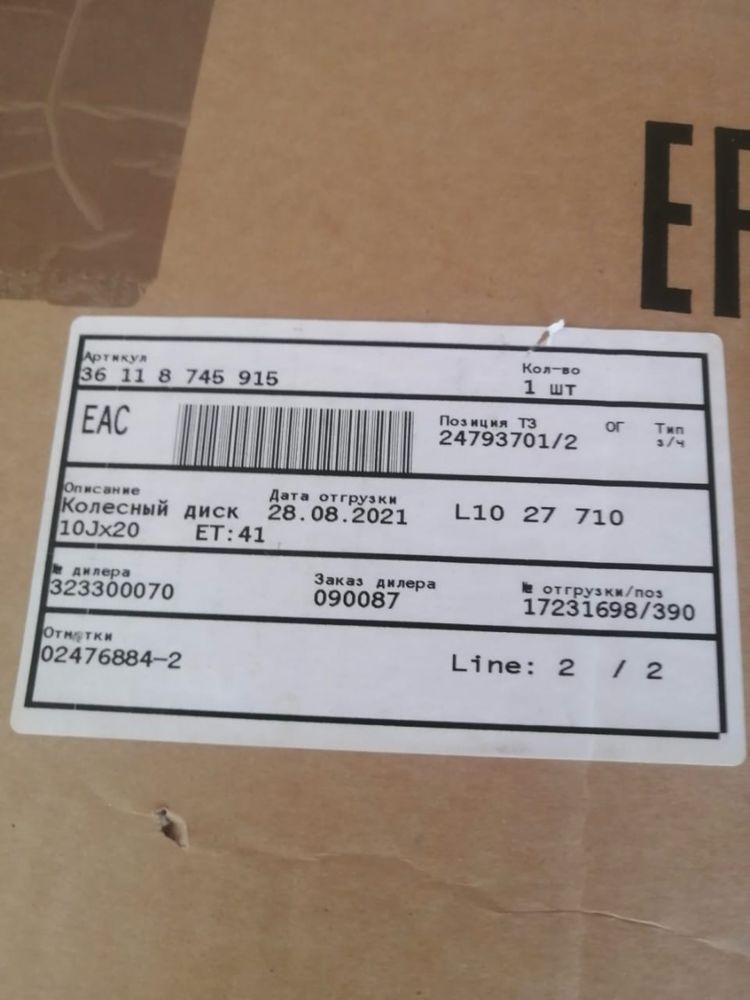 Артикул
36 11 8 745 915
Кол-во
1 шт
EAC
Позиция ТЗ
24793701/2
ОГ
Тип
з/ч
Описание
Колесный диск
10Jx20 ET:41
Дата отгрузки
28.08.2021
L10 27 710
№ дилера
323300070
Заказ дилера
090087
№ отгрузки/поз
17231698/390
Отметки
02476884-2
Line: 2 / 2